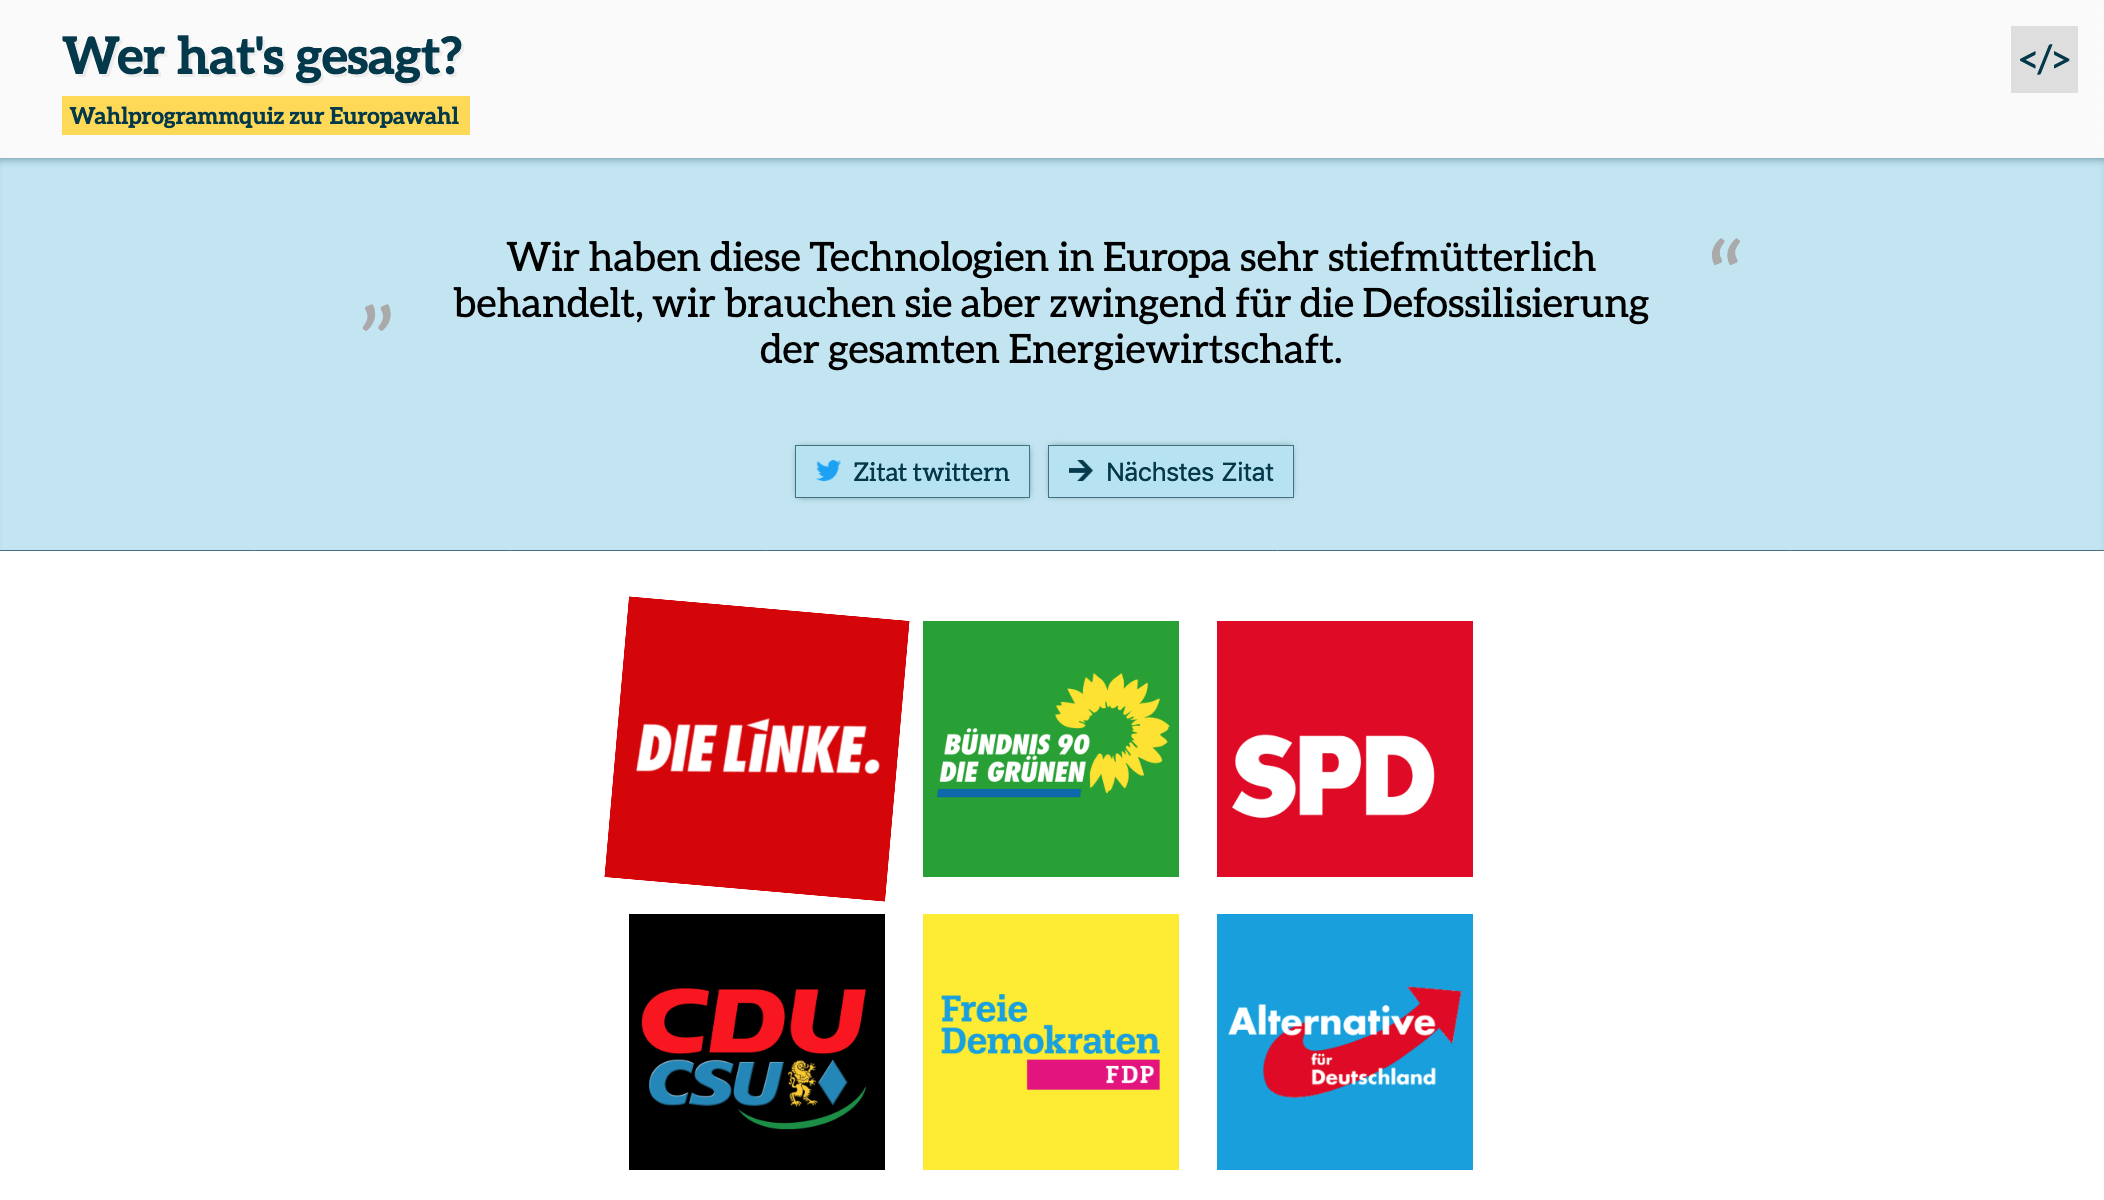 Wer hat's gesagt?
</>
Wahlprogrammquiz zur Europawahl
„
Wir haben diese Technologien in Europa sehr stiefmütterlich
behandelt, wir brauchen sie aber zwingend für die Defossilisierung
der gesamten Energiewirtschaft.
“
Zitat twittern
Nächstes Zitat
DIE LINKE.
BÜNDNIS 90
DIE GRÜNEN
SPD
CDU
CSU
Freie
Demokraten
FDP
Alternative
für
Deutschland